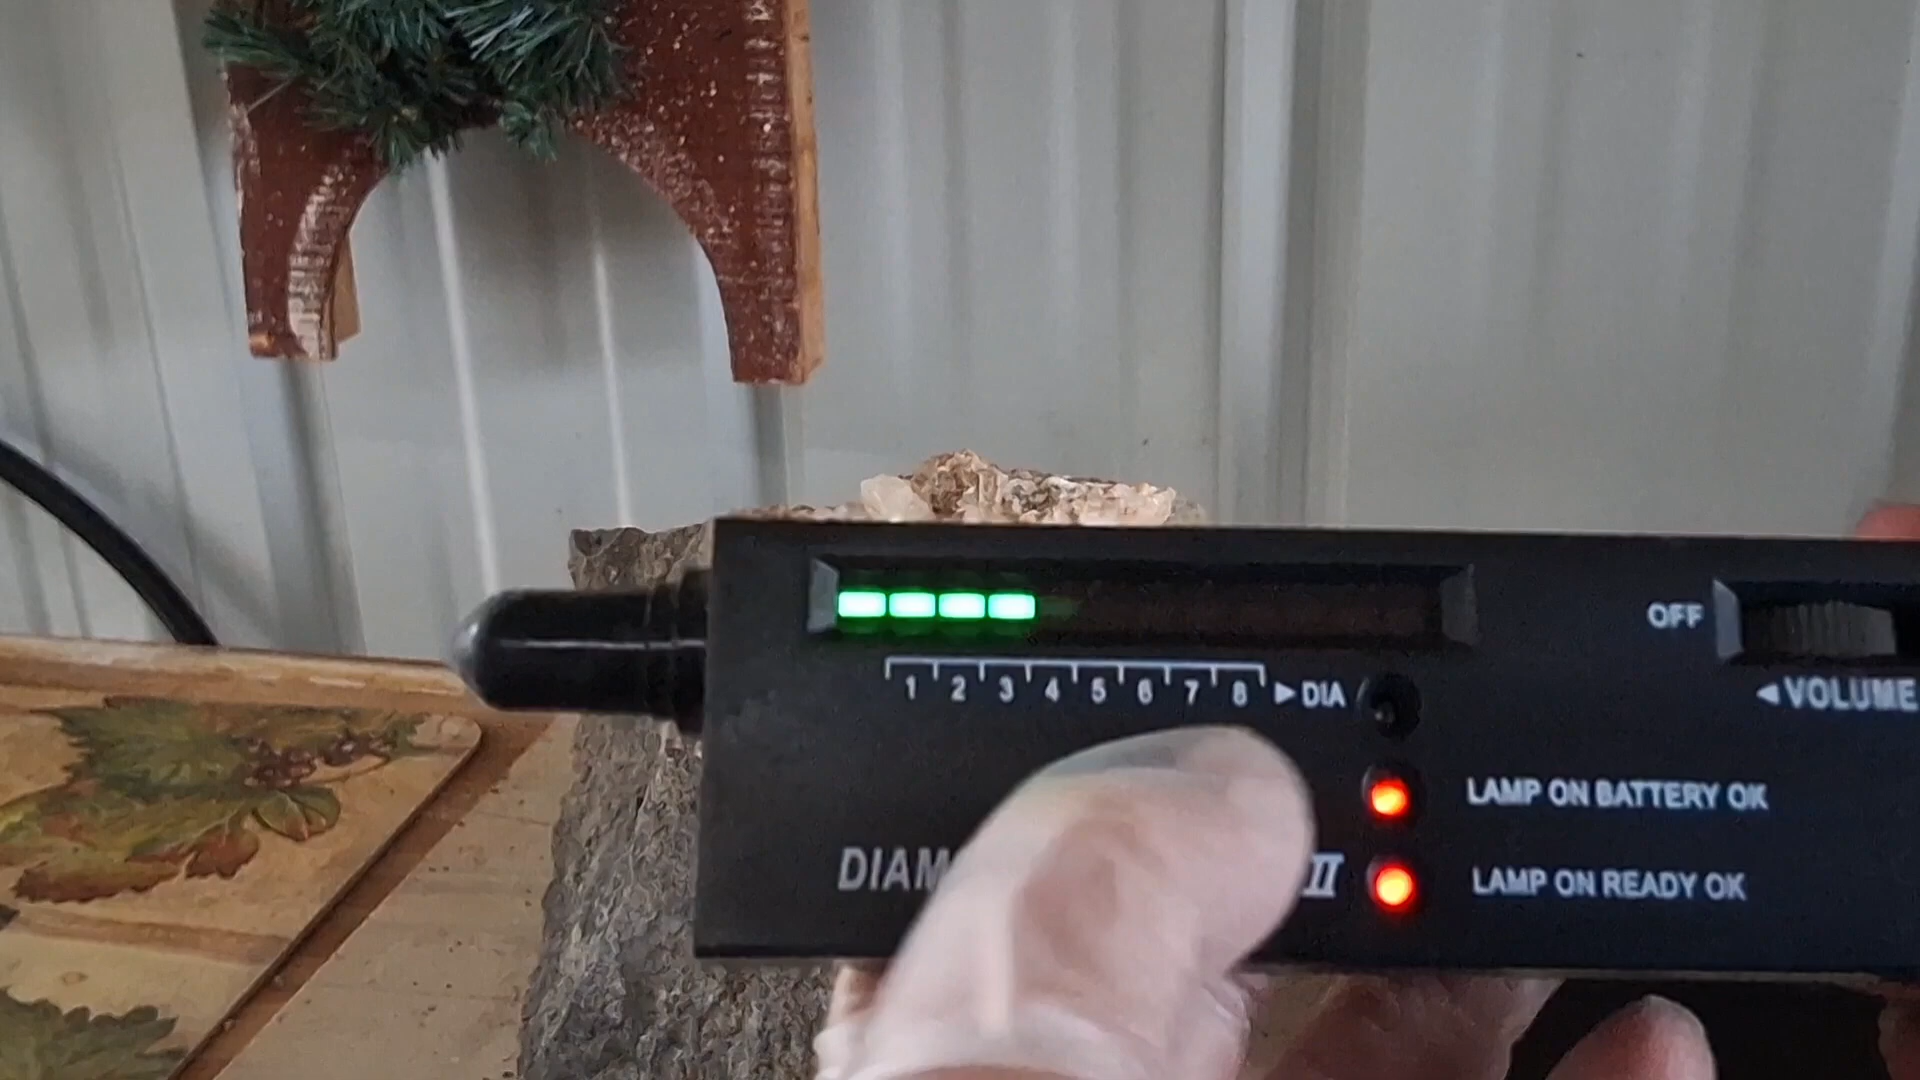 OFF
1 2 3 4 5 6 7 8 ►DIA
◄VOLUME
LAMP ON BATTERY OK
II
LAMP ON READY OK